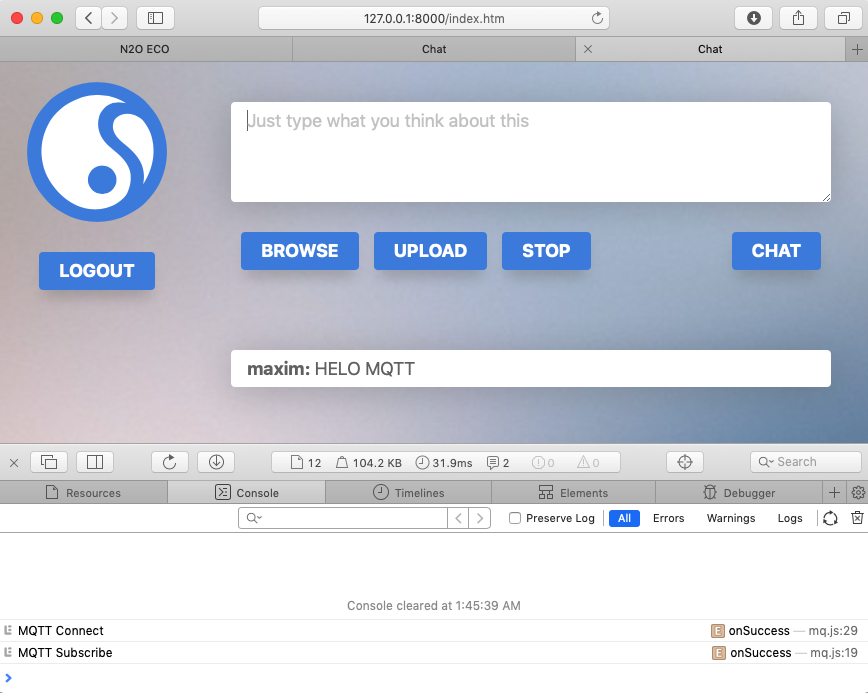 127.0.0.1:8000/index.htm
N2O ECO
Chat
Chat
Just type what you think about this
BROWSE UPLOAD STOP CHAT
LOGOUT
maxim: HELO MQTT
12 104.2 KB 31.9ms 2 0 0 Search
Resources Console Timelines Elements Debugger
Preserve Log All Errors Warnings Logs
Console cleared at 1:45:39 AM
MQTT Connect E onSuccess — mq.js:29
MQTT Subscribe E onSuccess — mq.js:19